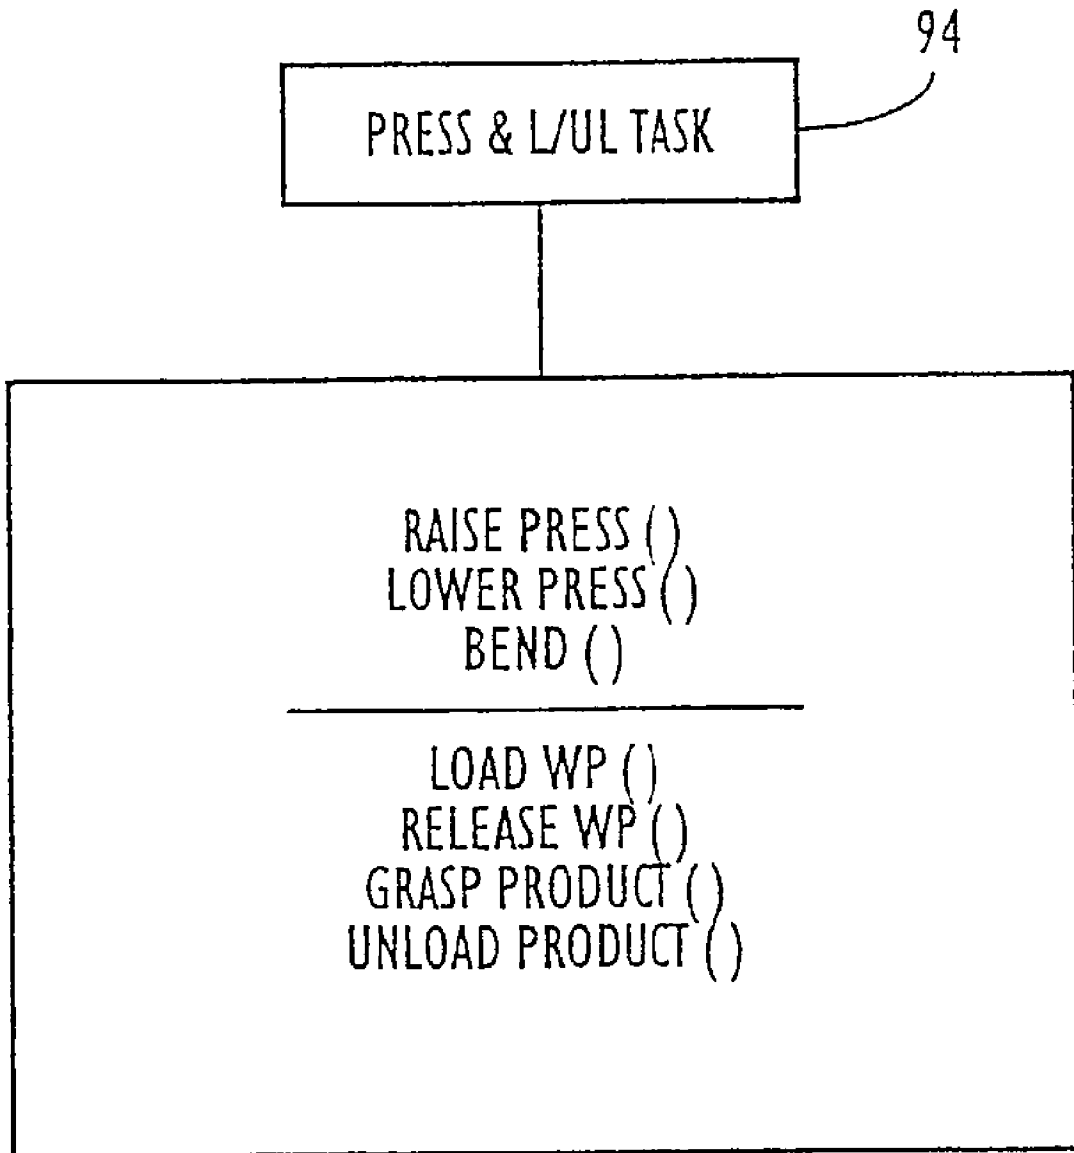 94
PRESS & L/UL TASK
RAISE PRESS ( )
LOWER PRESS ( )
BEND ( )
LOAD WP ( )
RELEASE WP ( )
GRASP PRODUCT ( )
UNLOAD PRODUCT ( )